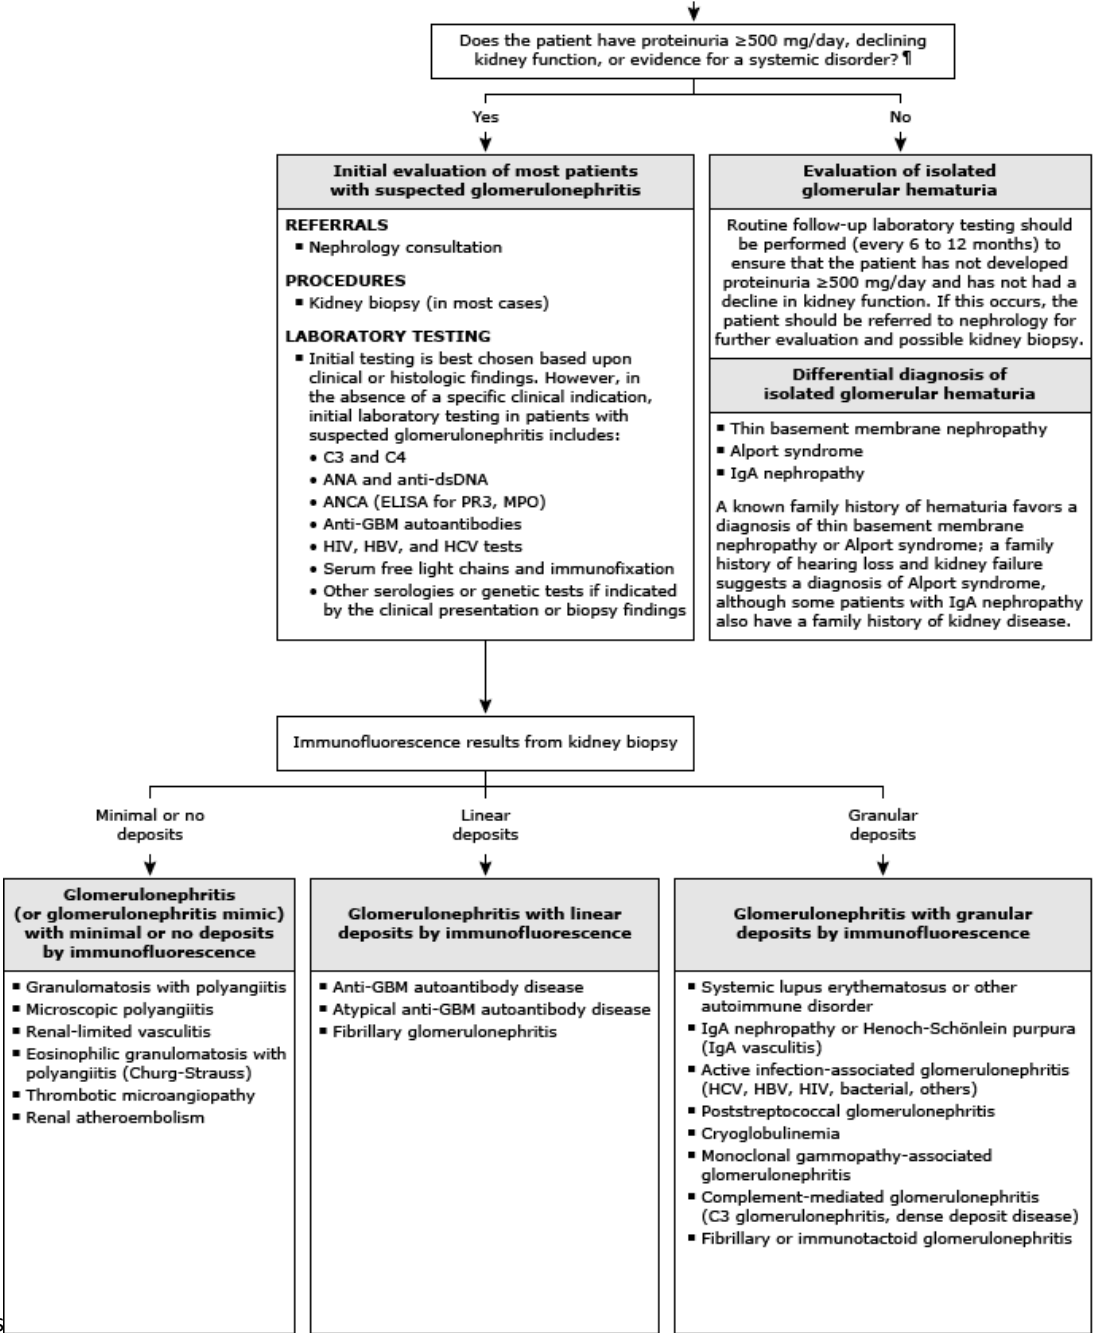 Does the patient have proteinuria ≥500 mg/day, declining
kidney function, or evidence for a systemic disorder? ¶
Yes
No
Initial evaluation of most patients
with suspected glomerulonephritis
REFERRALS
▪ Nephrology consultation
PROCEDURES
▪ Kidney biopsy (in most cases)
LABORATORY TESTING
▪ Initial testing is best chosen based upon
clinical or histologic findings. However, in
the absence of a specific clinical indication,
initial laboratory testing in patients with
suspected glomerulonephritis includes:
• C3 and C4
• ANA and anti-dsDNA
• ANCA (ELISA for PR3, MPO)
• Anti-GBM autoantibodies
• HIV, HBV, and HCV tests
• Serum free light chains and immunofixation
• Other serologies or genetic tests if indicated
by the clinical presentation or biopsy findings
Evaluation of isolated
glomerular hematuria
Routine follow-up laboratory testing should
be performed (every 6 to 12 months) to
ensure that the patient has not developed
proteinuria ≥500 mg/day and has not had a
decline in kidney function. If this occurs, the
patient should be referred to nephrology for
further evaluation and possible kidney biopsy.
Differential diagnosis of
isolated glomerular hematuria
▪ Thin basement membrane nephropathy
▪ Alport syndrome
▪ IgA nephropathy
A known family history of hematuria favors a
diagnosis of thin basement membrane
nephropathy or Alport syndrome; a family
history of hearing loss and kidney failure
suggests a diagnosis of Alport syndrome,
although some patients with IgA nephropathy
also have a family history of kidney disease.
Immunofluorescence results from kidney biopsy
Minimal or no
deposits
Linear
deposits
Granular
deposits
Glomerulonephritis
(or glomerulonephritis mimic)
with minimal or no deposits
by immunofluorescence
▪ Granulomatosis with polyangiitis
▪ Microscopic polyangiitis
▪ Renal-limited vasculitis
▪ Eosinophilic granulomatosis with
polyangiitis (Churg-Strauss)
▪ Thrombotic microangiopathy
▪ Renal atheroembolism
Glomerulonephritis with linear
deposits by immunofluorescence
▪ Anti-GBM autoantibody disease
▪ Atypical anti-GBM autoantibody disease
▪ Fibrillary glomerulonephritis
Glomerulonephritis with granular
deposits by immunofluorescence
▪ Systemic lupus erythematosus or other
autoimmune disorder
▪ IgA nephropathy or Henoch-Schönlein purpura
(IgA vasculitis)
▪ Active infection-associated glomerulonephritis
(HCV, HBV, HIV, bacterial, others)
▪ Poststreptococcal glomerulonephritis
▪ Cryoglobulinemia
▪ Monoclonal gammopathy-associated
glomerulonephritis
▪ Complement-mediated glomerulonephritis
(C3 glomerulonephritis, dense deposit disease)
▪ Fibrillary or immunotactoid glomerulonephritis